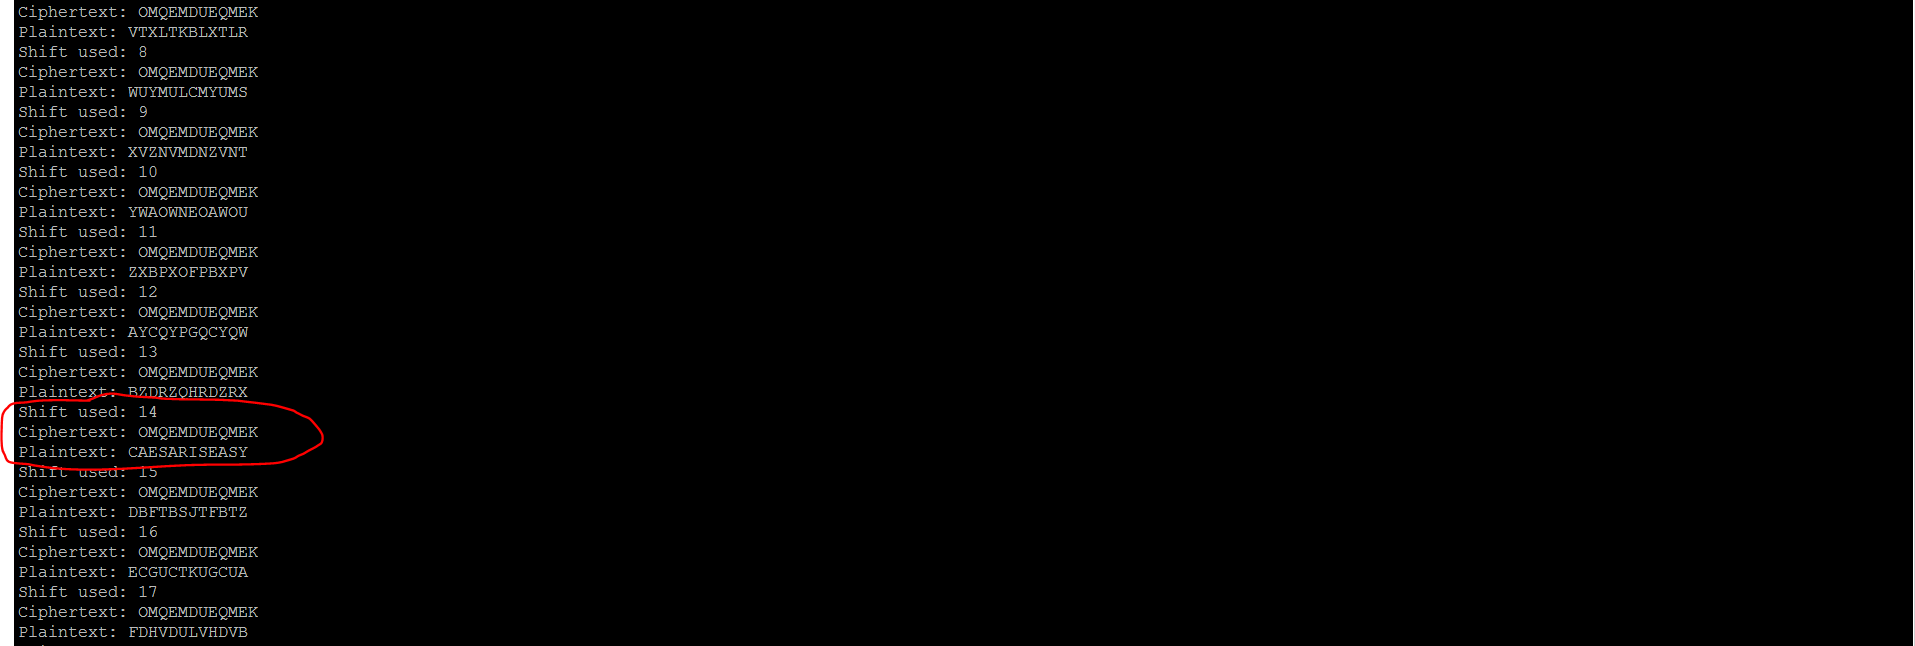 Ciphertext: OMQEMDUEQMEK
Plaintext: VTXLTKBLXTLR
Shift used: 8
Ciphertext: OMQEMDUEQMEK
Plaintext: WUYMULCMYUMS
Shift used: 9
Ciphertext: OMQEMDUEQMEK
Plaintext: XVZNVMDNZVNT
Shift used: 10
Ciphertext: OMQEMDUEQMEK
Plaintext: YWAOWNEOAWOU
Shift used: 11
Ciphertext: OMQEMDUEQMEK
Plaintext: ZXBPXOFPBXPV
Shift used: 12
Ciphertext: OMQEMDUEQMEK
Plaintext: AYCQYPGQCYQW
Shift used: 13
Ciphertext: OMQEMDUEQMEK
Plaintext: BZDRZQHRDZRX
Shift used: 14
Ciphertext: OMQEMDUEQMEK
Plaintext: CAESARISEASY
Shift used: 15
Ciphertext: OMQEMDUEQMEK
Plaintext: DBFTBSJTFBTZ
Shift used: 16
Ciphertext: OMQEMDUEQMEK
Plaintext: ECGUCTKUGCUA
Shift used: 17
Ciphertext: OMQEMDUEQMEK
Plaintext: FDHVDULVHDVB